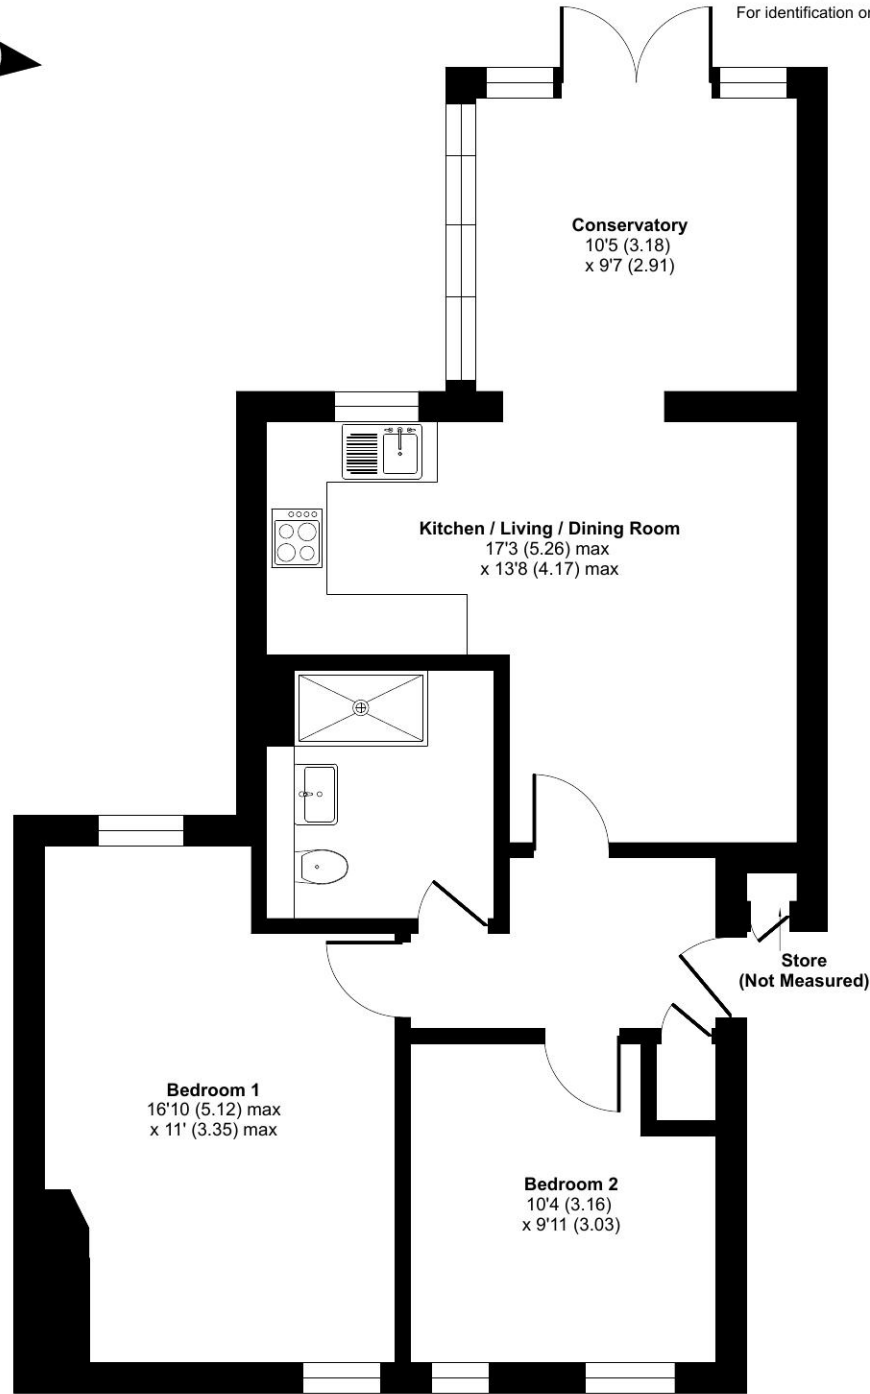 For identification
Conservatory
10'5 (3.18)
x 9'7 (2.91)
Kitchen / Living / Dining Room
17'3 (5.26) max
x 13'8 (4.17) max
Store
(Not Measured)
Bedroom 1
16'10 (5.12) max
x 11' (3.35) max
Bedroom 2
10'4 (3.16)
x 9'11 (3.03)